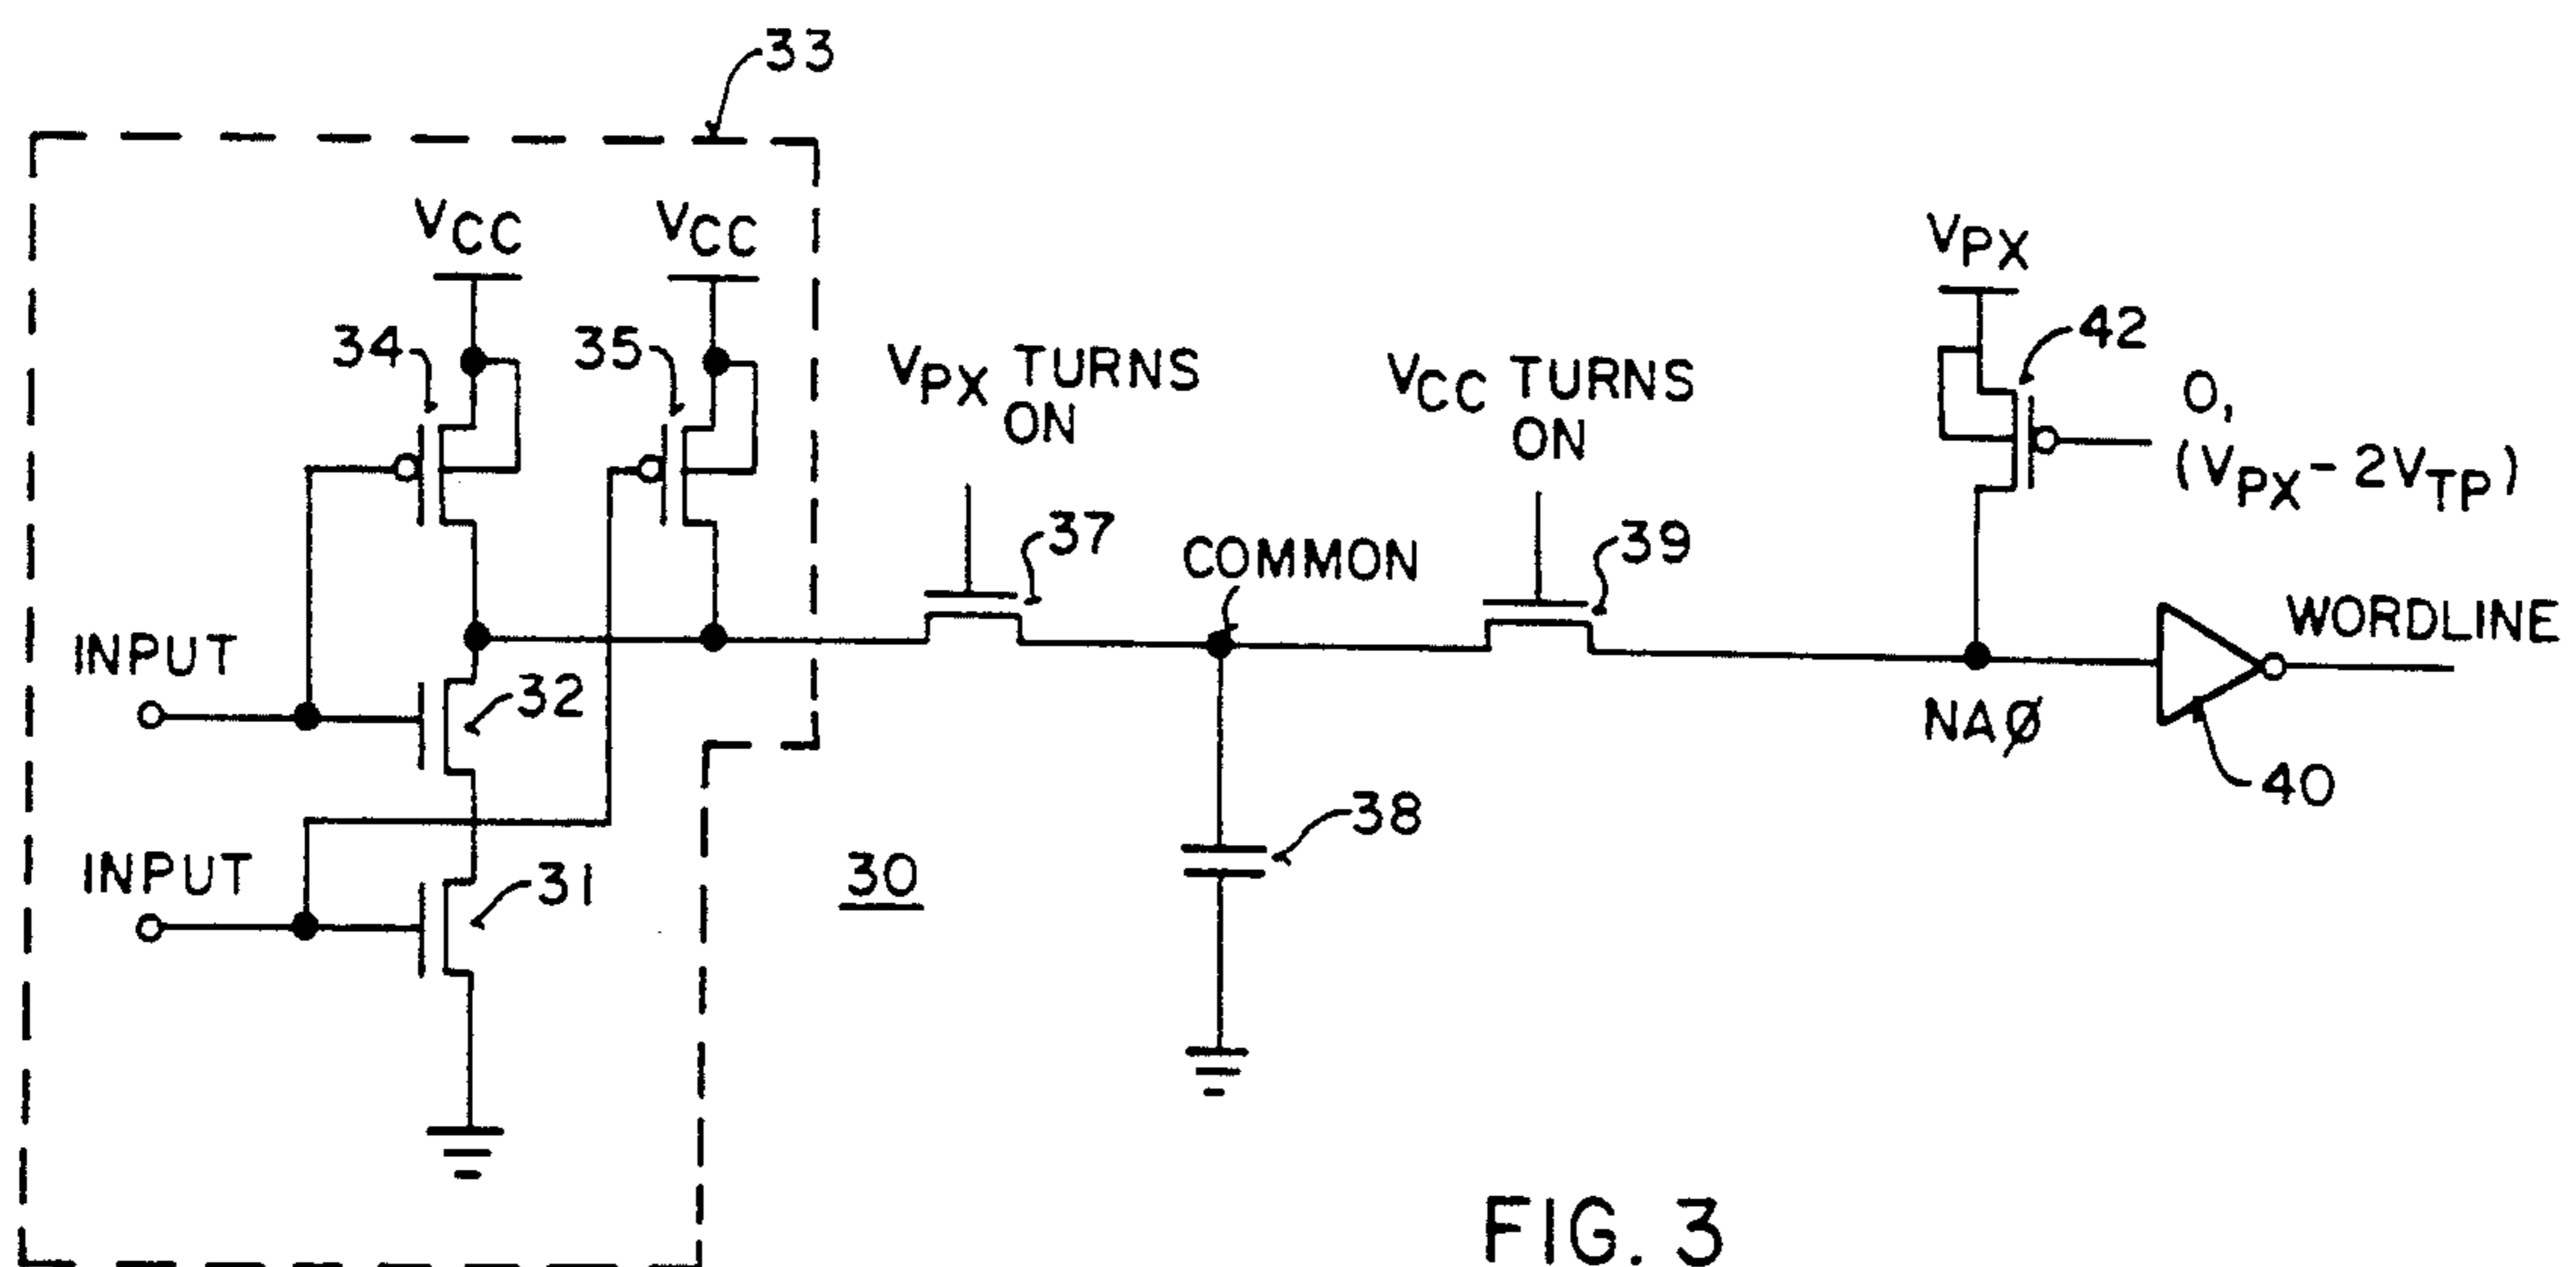 33
VCC
VCC
VPX
34
35
42
VPX TURNS
ON
VCC TURNS
ON
0,
(VPX - 2VTP)
37
COMMON
39
WORDLINE
INPUT
32
NAØ
40
38
INPUT
31
30
FIG. 3